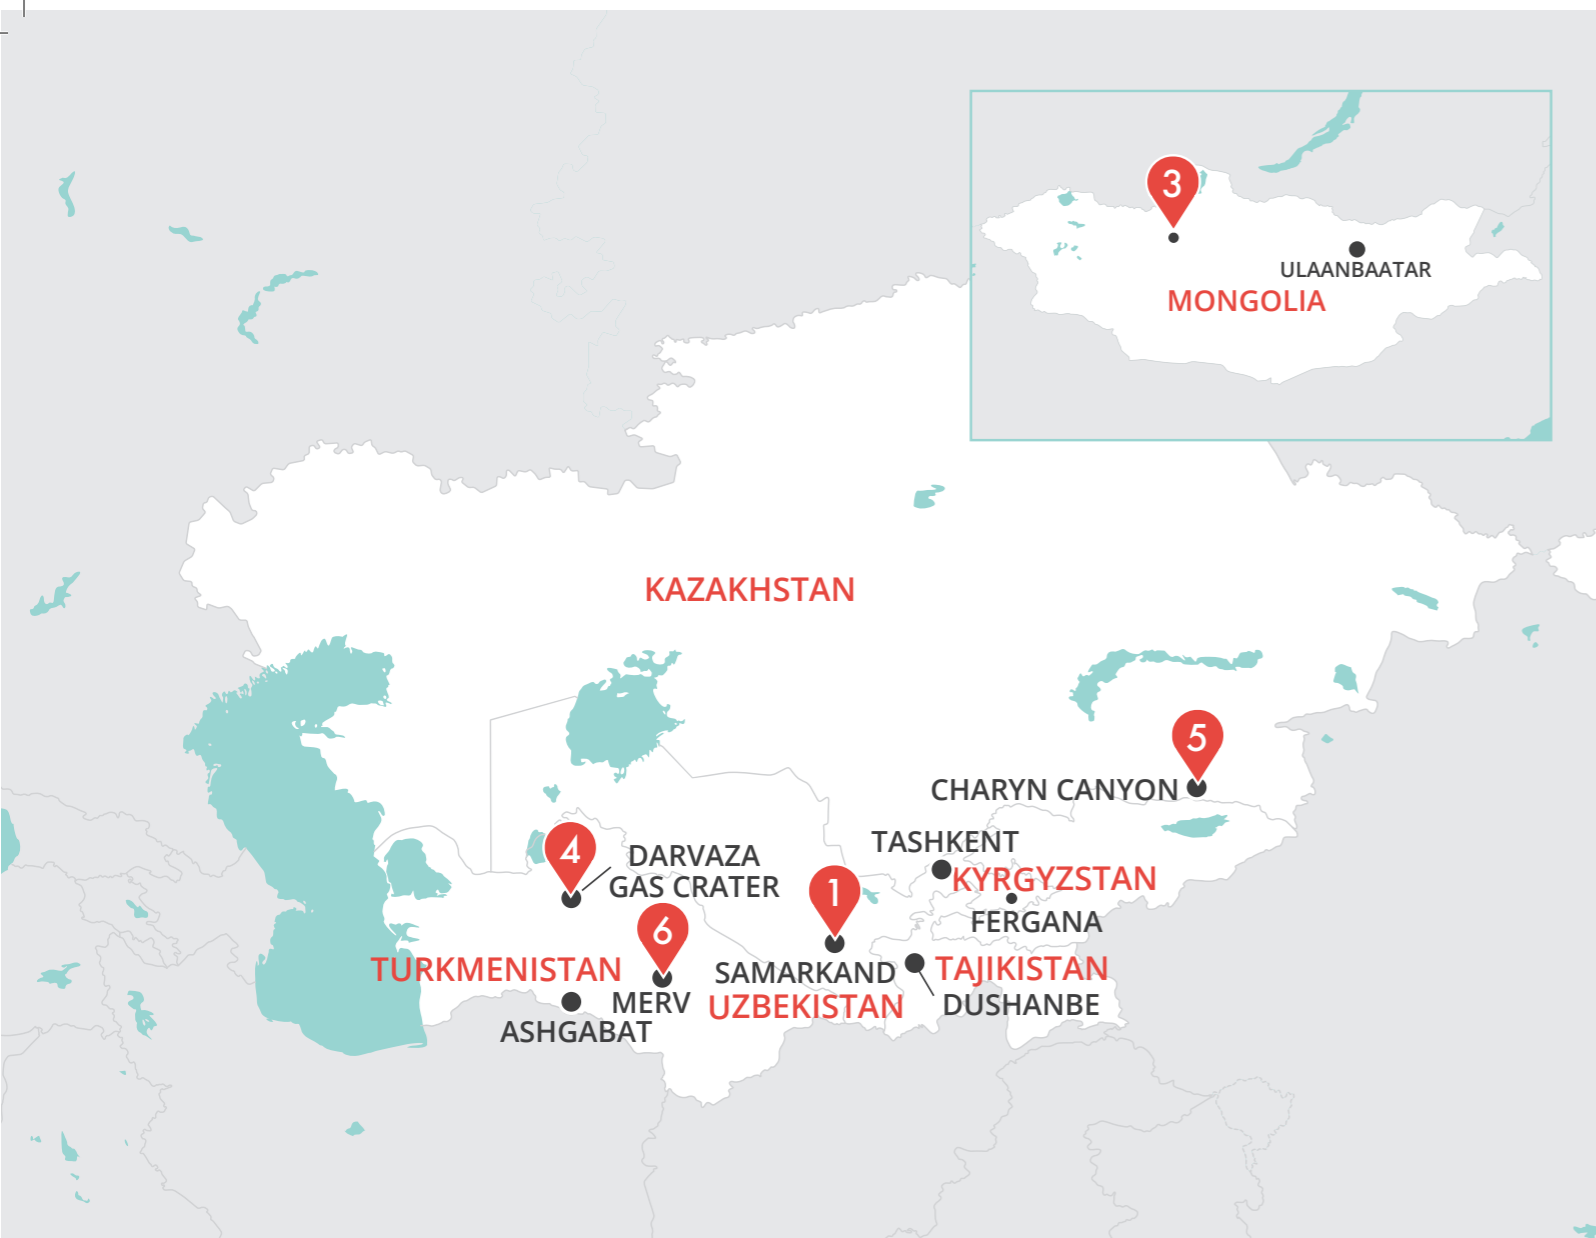 3
ULAANBAATAR
MONGOLIA
KAZAKHSTAN
5
CHARYN CANYON
TASHKENT
4
DARVAZA
GAS CRATER
KYRGYZSTAN
1
FERGANA
6
TURKMENISTAN
SAMARKAND
TAJIKISTAN
MERV
UZBEKISTAN
DUSHANBE
ASHGABAT